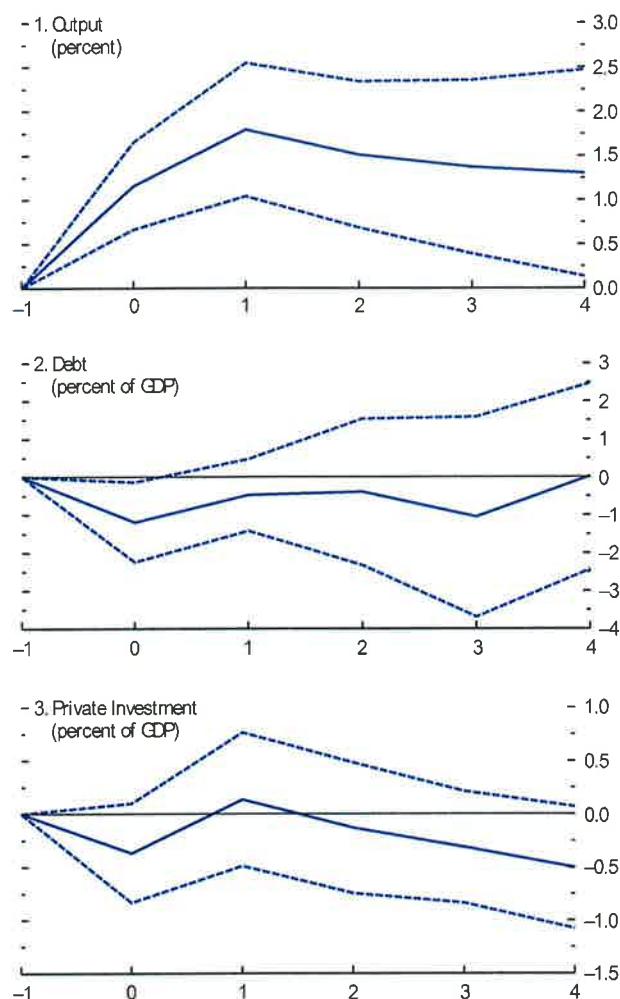 1. Output
(percent)
3.0
2.5
2.0
1.5
1.0
0.5
0.0
–1 0 1 2 3 4
2. Debt
(percent of GDP)
3
2
1
0
–1
–2
–3
–4
–1 0 1 2 3 4
3. Private Investment
(percent of GDP)
1.0
0.5
0.0
–0.5
–1.0
–1.5
–1 0 1 2 3 4